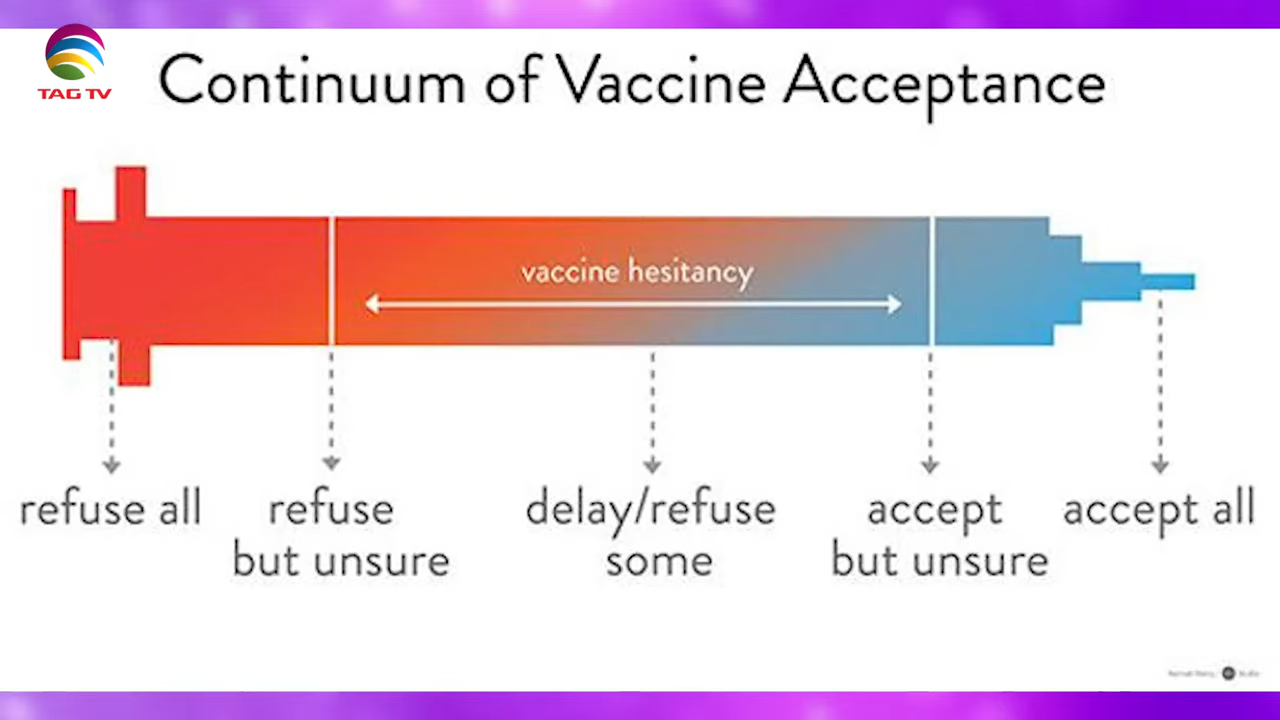 TAG TV
Continuum of Vaccine Acceptance
vaccine hesitancy
refuse all
refuse
but unsure
delay/refuse
some
accept
but unsure
accept all